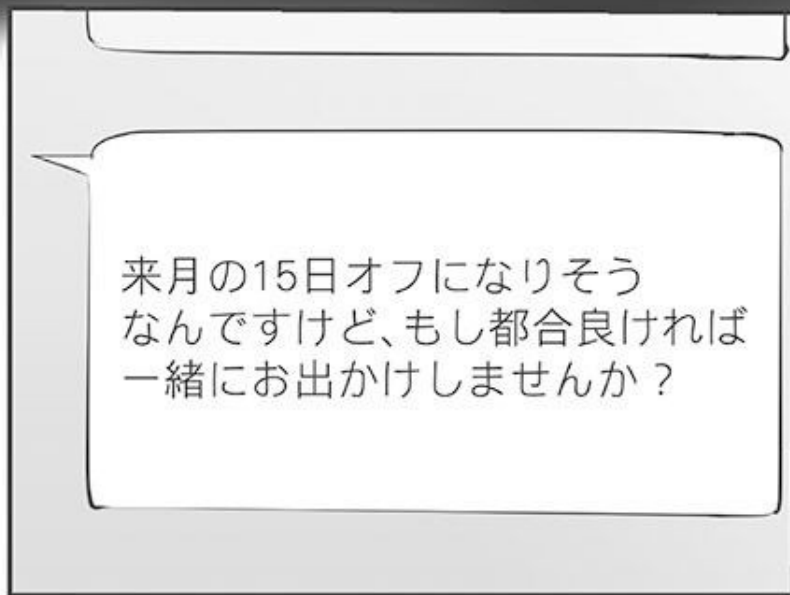 来月の15日オフになりそう
なんですけど、もし都合良ければ
一緒にお出かけしませんか？